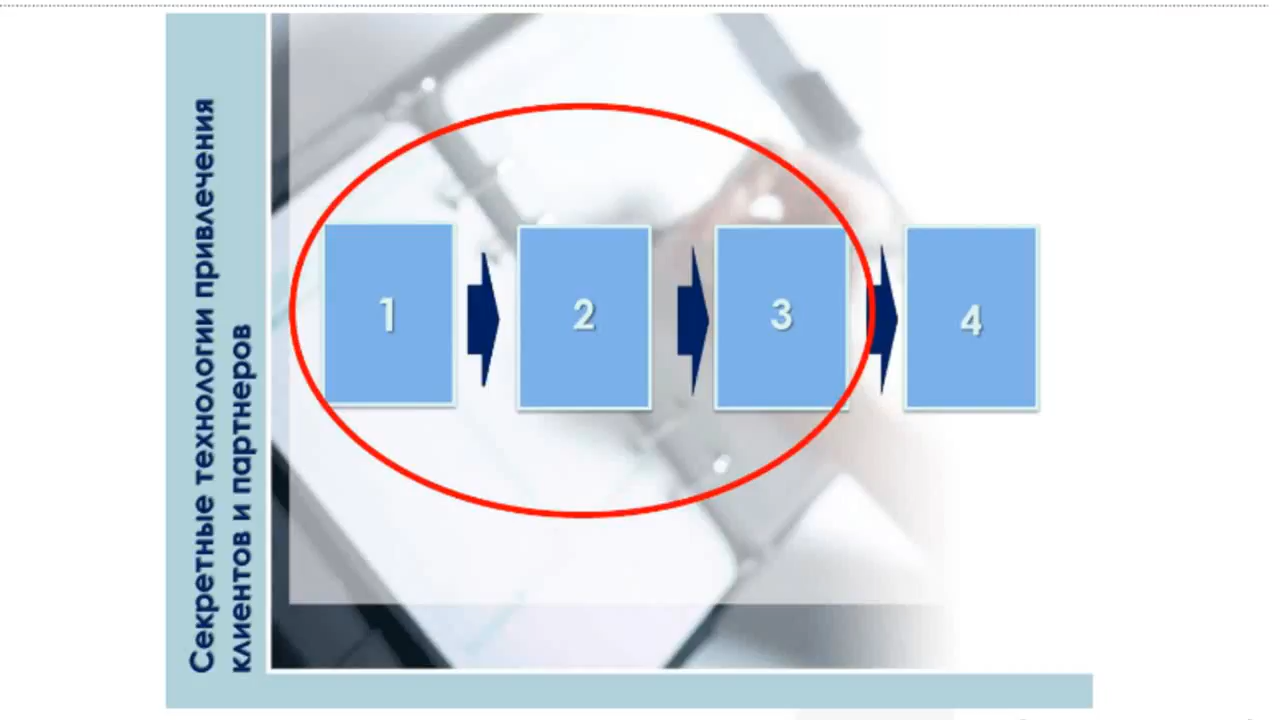 Секретные технологии привлечения
клиентов и партнеров
1
2
3
4